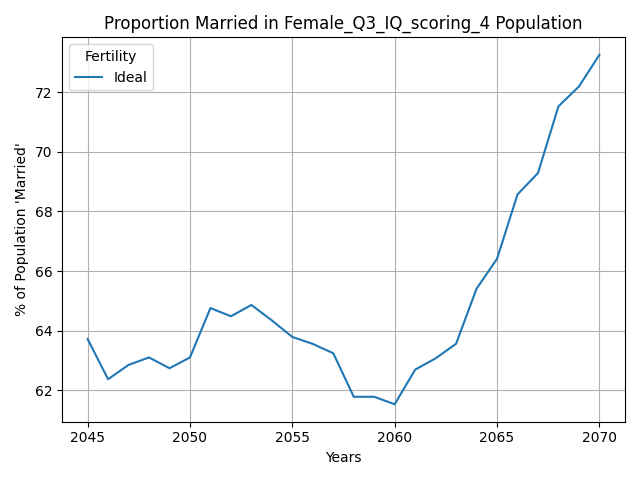 Proportion Married in Female_Q3_IQ_scoring_4 Population
Fertility
Ideal
% of Population 'Married'
72
70
68
66
64
62
2045
2050
2055
2060
2065
2070
Years